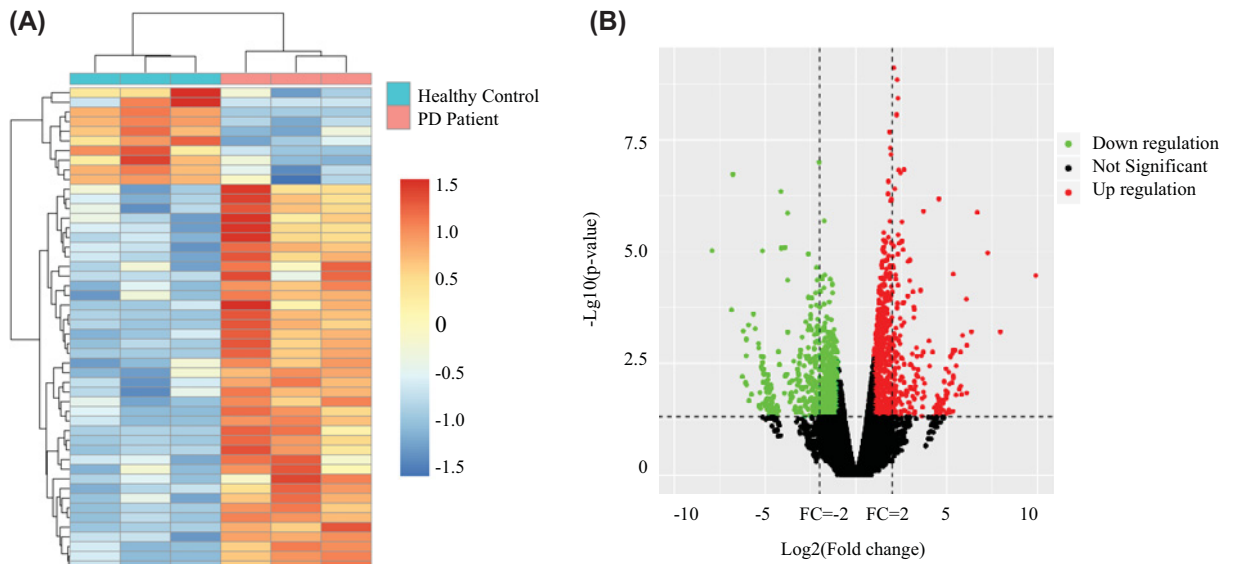 (A)
Healthy Control
PD Patient
1.5
1.0
0.5
0
-0.5
-1.0
-1.5
(B)
-Lg10(p-value)
7.5
5.0
2.5
0
-10
-5
FC=-2
FC=2
5
10
Log2(Fold change)
Down regulation
Not Significant
Up regulation